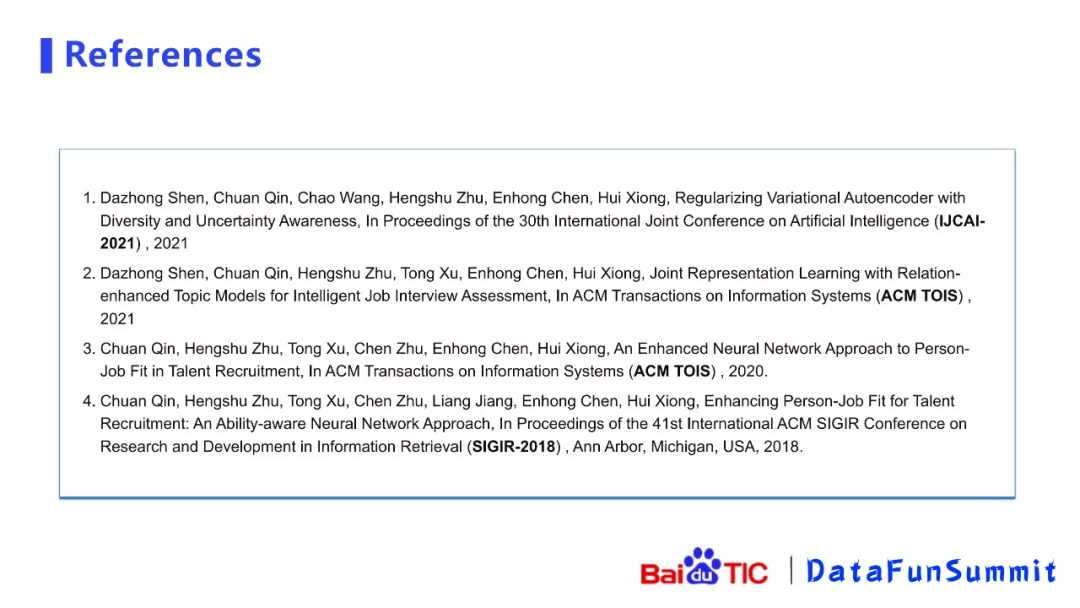 References
1. Dazhong Shen, Chuan Qin, Chao Wang, Hengshu Zhu, Enhong Chen, Hui Xiong, Regularizing Variational Autoencoder with
Diversity and Uncertainty Awareness, In Proceedings of the 30th International Joint Conference on Artificial Intelligence (IJCAI-
2021) , 2021
2. Dazhong Shen, Chuan Qin, Hengshu Zhu, Tong Xu, Enhong Chen, Hui Xiong, Joint Representation Learning with Relation-
enhanced Topic Models for Intelligent Job Interview Assessment, In ACM Transactions on Information Systems (ACM TOIS) ,
2021
3. Chuan Qin, Hengshu Zhu, Tong Xu, Chen Zhu, Enhong Chen, Hui Xiong, An Enhanced Neural Network Approach to Person-
Job Fit in Talent Recruitment, In ACM Transactions on Information Systems (ACM TOIS) , 2020.
4. Chuan Qin, Hengshu Zhu, Tong Xu, Chen Zhu, Liang Jiang, Enhong Chen, Hui Xiong, Enhancing Person-Job Fit for Talent
Recruitment: An Ability-aware Neural Network Approach, In Proceedings of the 41st International ACM SIGIR Conference on
Research and Development in Information Retrieval (SIGIR-2018) , Ann Arbor, Michigan, USA, 2018.
Baidu TIC | DataFunSummit